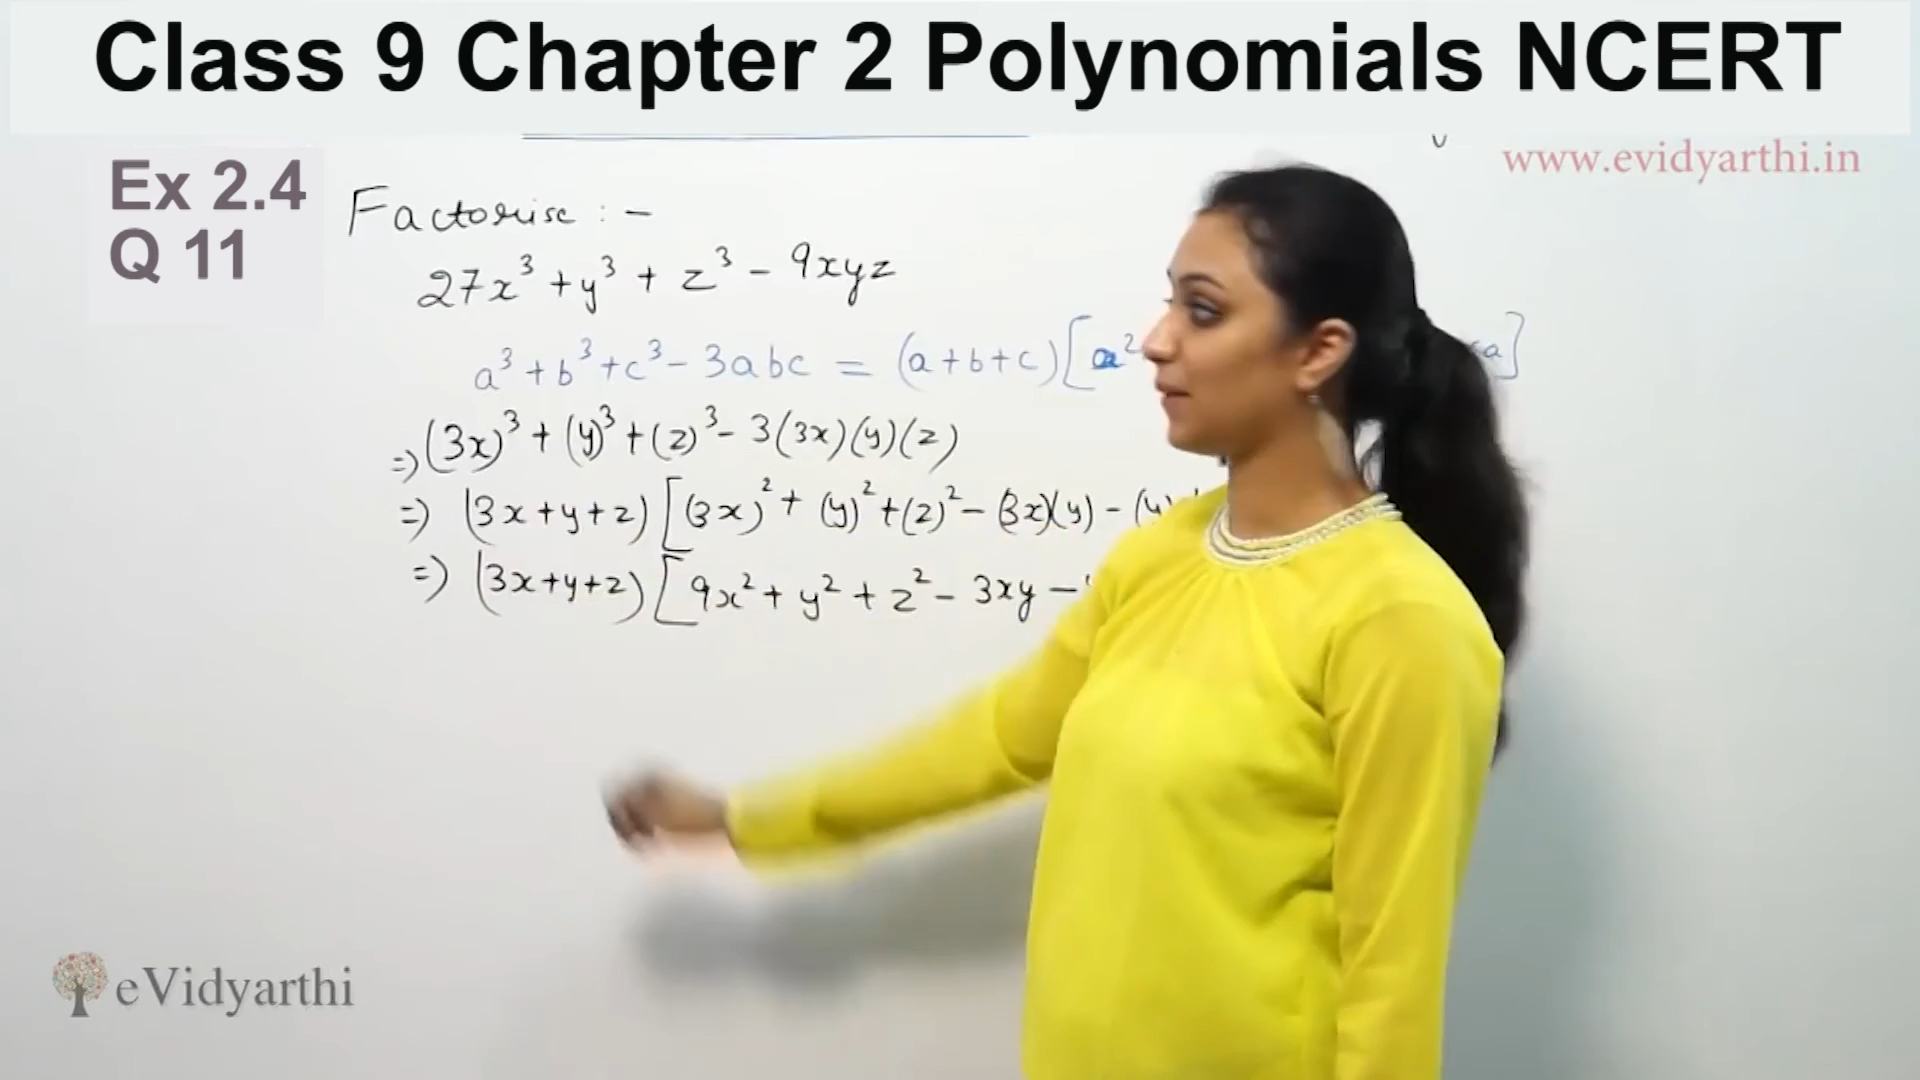 Class 9 Chapter 2 Polynomials NCERT
www.evidyarthi.in
Ex 2.4
Q 11
Factorise : -
27x³ + y³ + z³ - 9xyz
a³ + b³ + c³ - 3abc = (a+b+c)[a² a]
=) (3x)³ + (y)³ + (z)³ - 3(3x)(y)(z)
=) (3x+y+z)[(3x)² + (y)² + (z)² - (3x)(y) - (y)
=) (3x+y+z)[9x² + y² + z² - 3xy -
eVidyarthi